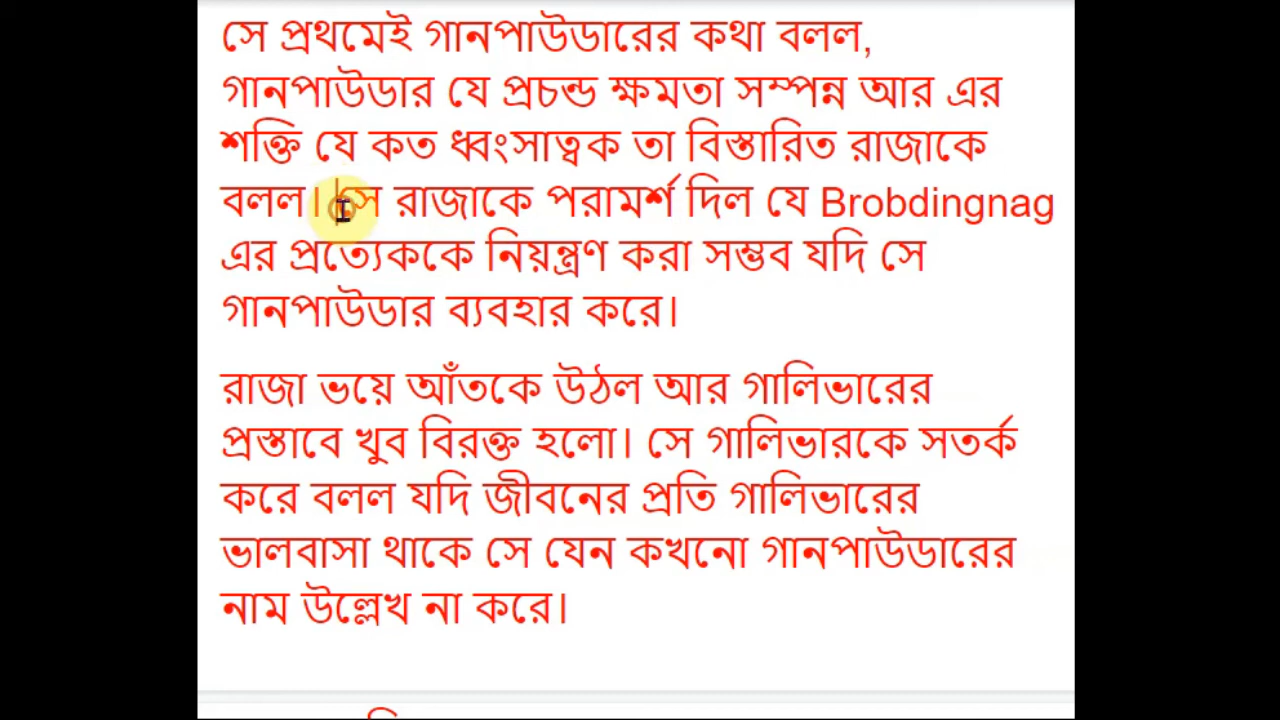 সে প্রথমেই গানপাউডারের কথা বলল,
গানপাউডার যে প্রচন্ড ক্ষমতা সম্পন্ন আর এর
শক্তি যে কত ধ্বংসাত্বক তা বিস্তারিত রাজাকে
বলল। সে রাজাকে পরামর্শ দিল যে Brobdingnag
এর প্রত্যেককে নিয়ন্ত্রণ করা সম্ভব যদি সে
গানপাউডার ব্যবহার করে।
রাজা ভয়ে আঁতকে উঠল আর গালিভারের
প্রস্তাবে খুব বিরক্ত হলো। সে গালিভারকে সতর্ক
করে বলল যদি জীবনের প্রতি গালিভারের
ভালবাসা থাকে সে যেন কখনো গানপাউডারের
নাম উল্লেখ না করে।